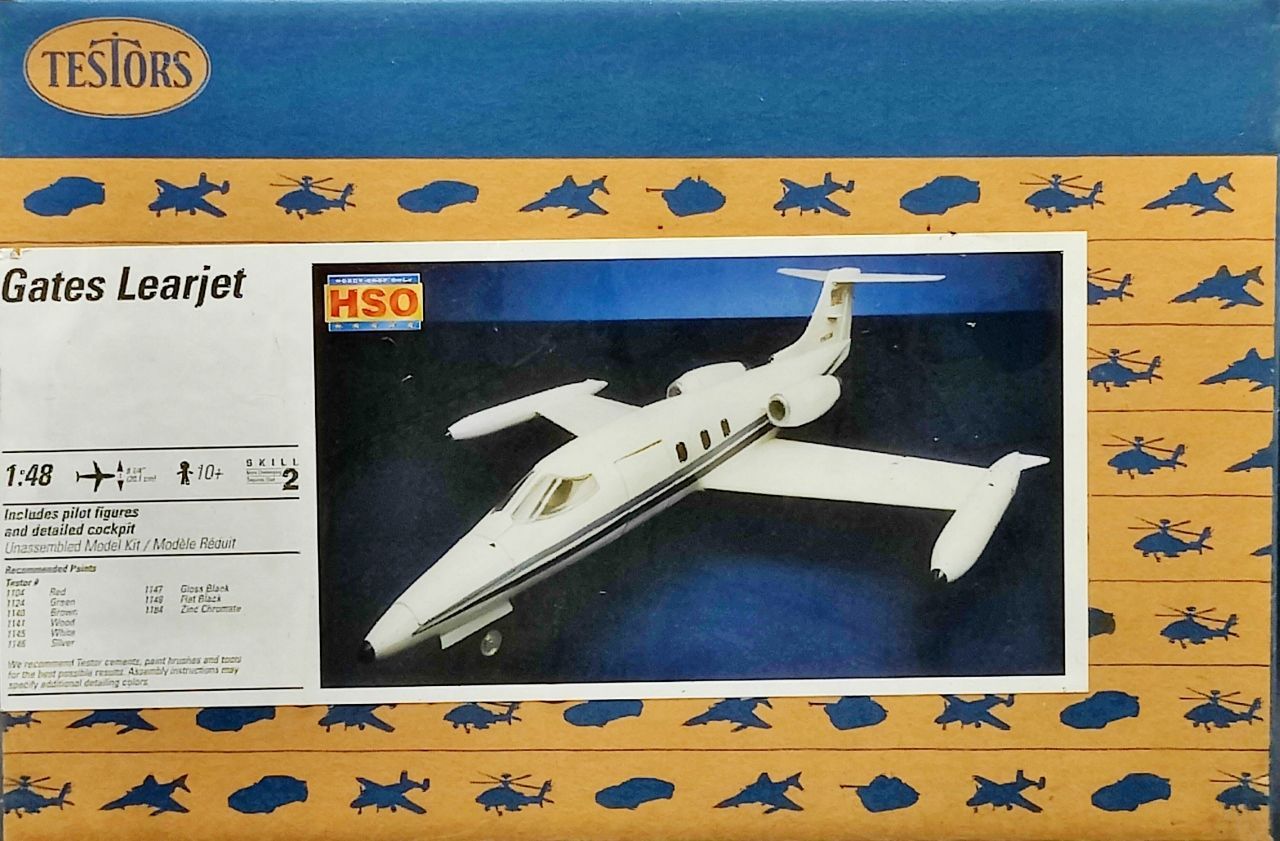 TESTORS
Gates Learjet
HSO
1:48
10+
SKILL
2
Includes pilot figures
and detailed cockpit
Unassembled Model Kit / Modèle Réduit
Recommended Paints
Testor #
1104 Red
1124 Green
1140 Brown
1141 Wood
1145 White
1146 Silver
1147 Gloss Black
1149 Flat Black
1184 Zinc Chromate
We recommend Testor cements, paint brushes and tools
for the best possible results. Assembly instructions may
specify additional detailing colors.